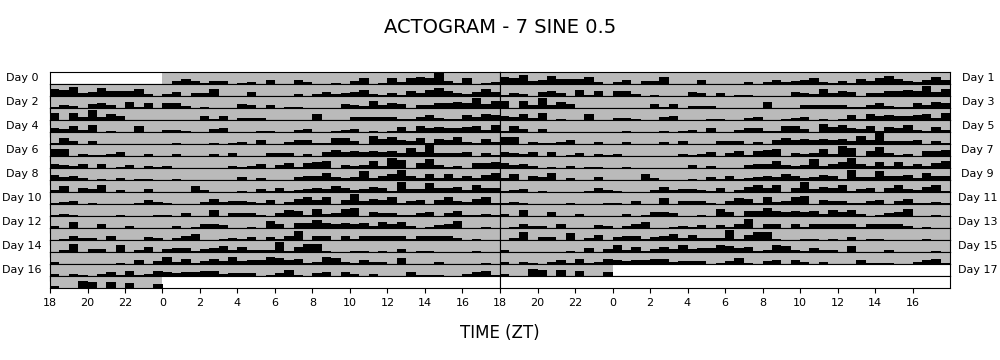 ACTOGRAM - 7 SINE 0.5
Day 0
Day 1
Day 2
Day 3
Day 4
Day 5
Day 6
Day 7
Day 8
Day 9
Day 10
Day 11
Day 12
Day 13
Day 14
Day 15
Day 16
Day 17
18 20 22 0 2 4 6 8 10 12 14 16 18 20 22 0 2 4 6 8 10 12 14 16
TIME (ZT)